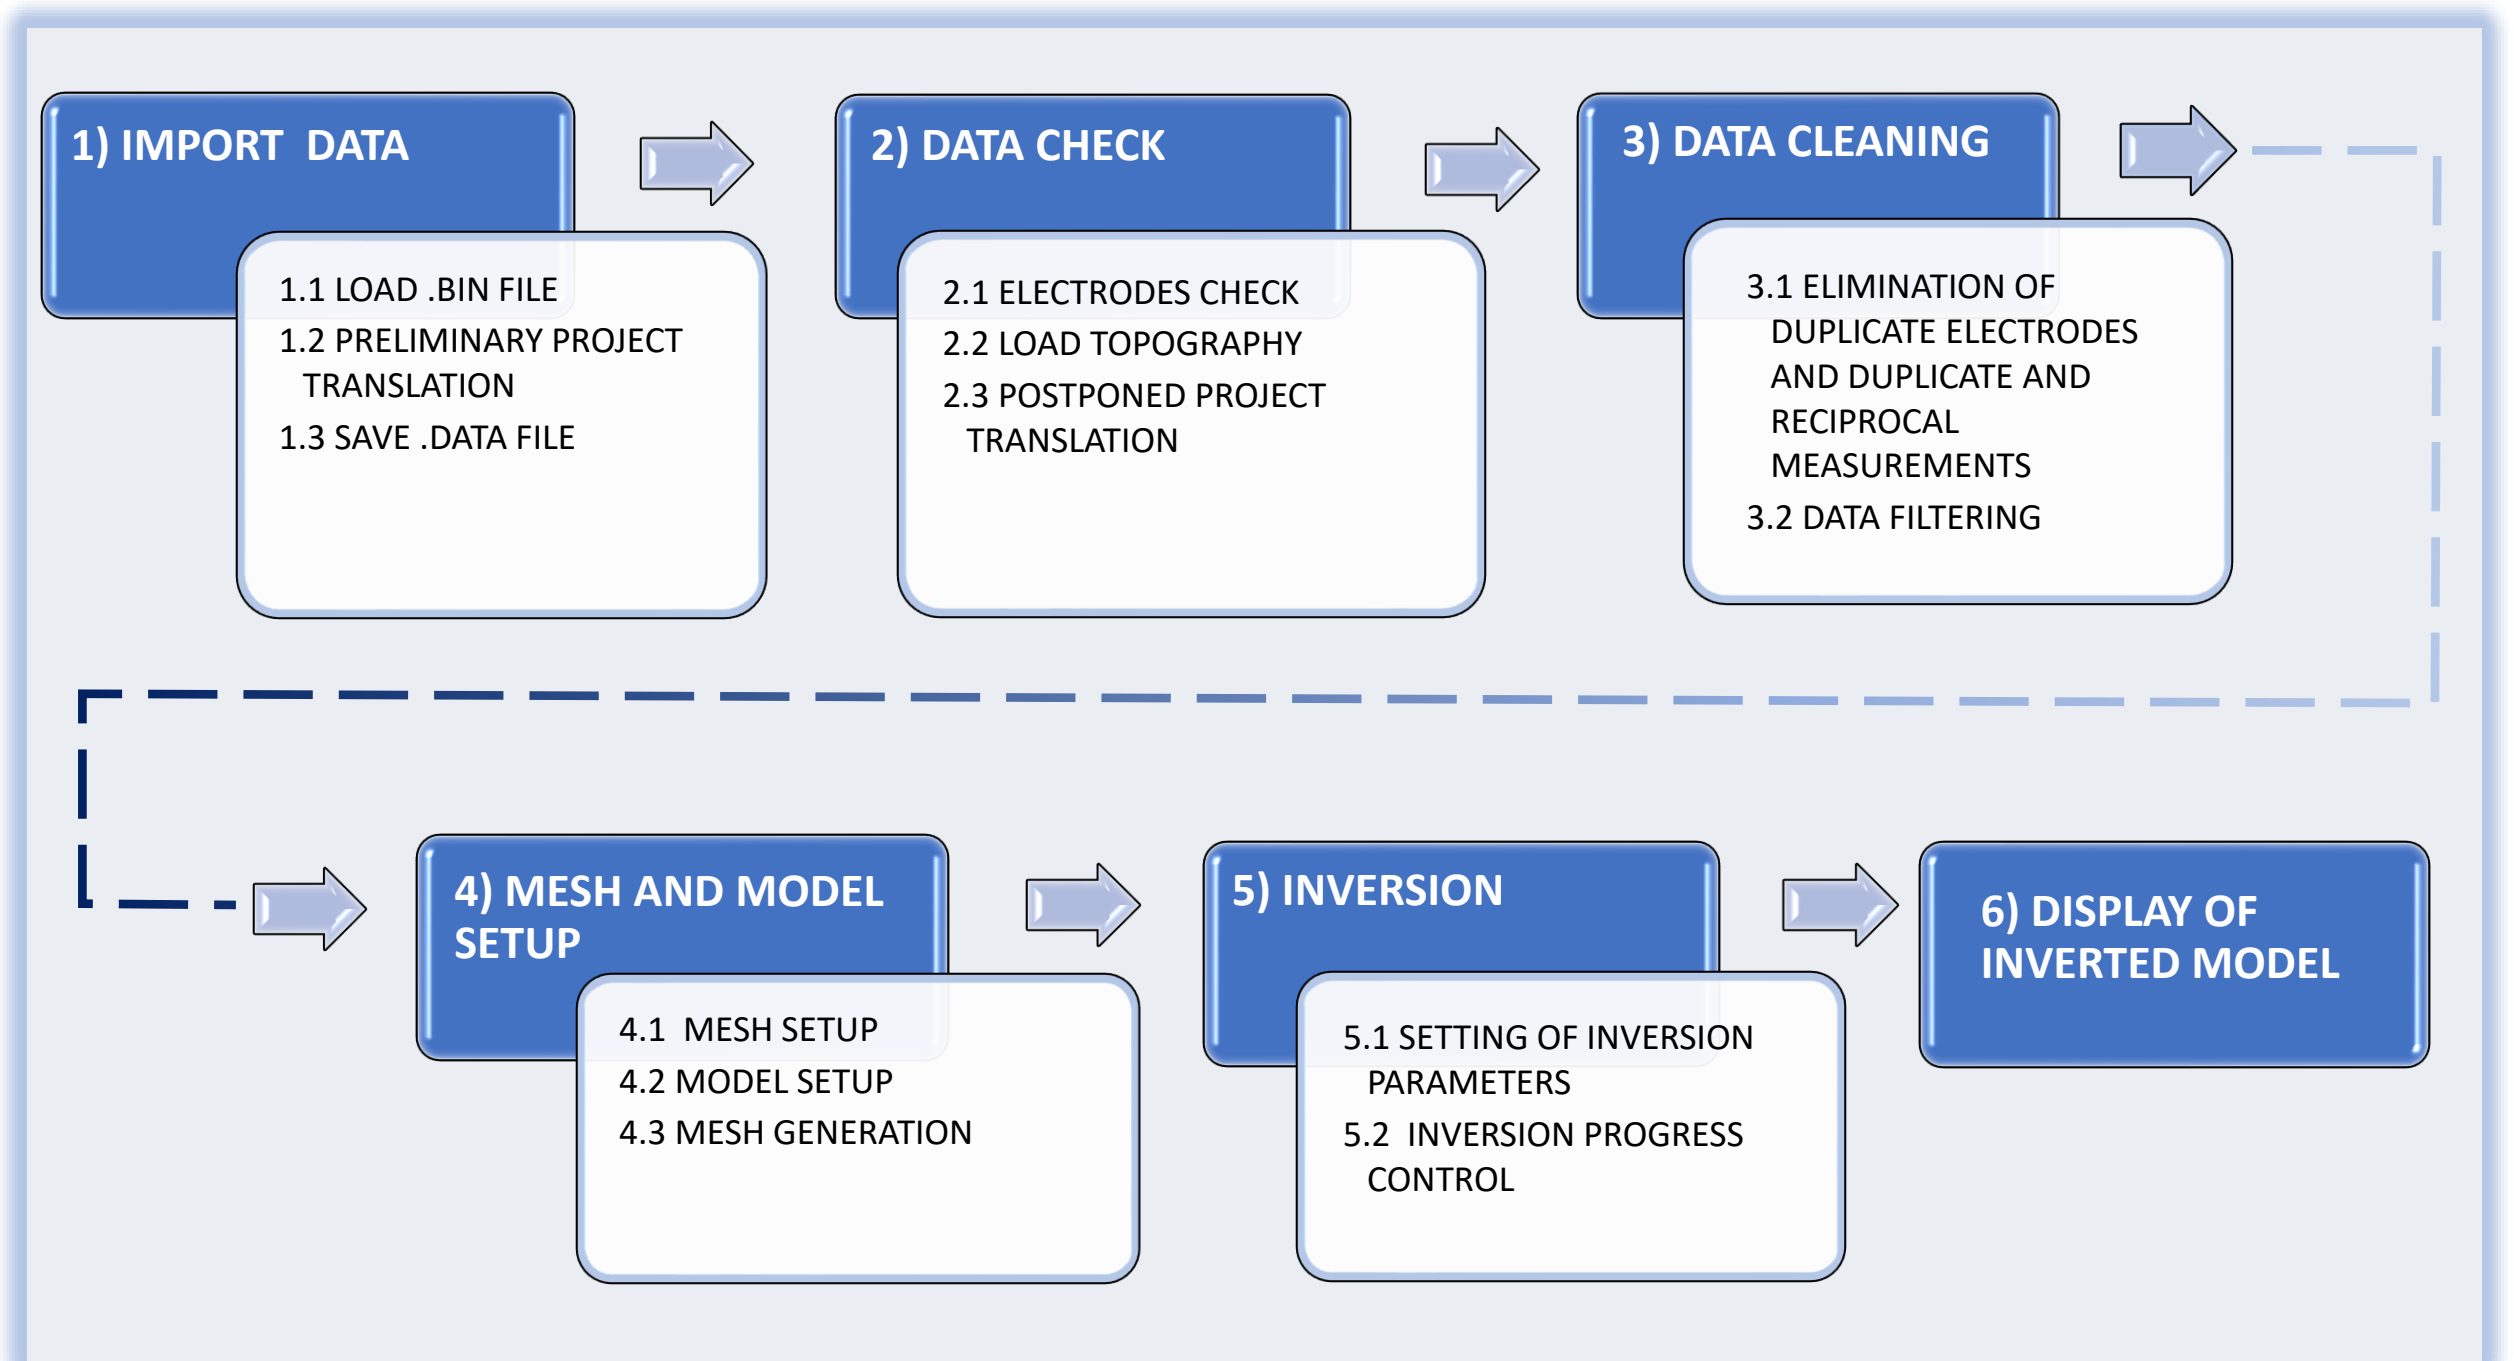 1) IMPORT  DATA
1.1 LOAD .BIN FILE
1.2 PRELIMINARY PROJECT
TRANSLATION
1.3 SAVE .DATA FILE
2) DATA CHECK
2.1 ELECTRODES CHECK
2.2 LOAD TOPOGRAPHY
2.3 POSTPONED PROJECT
TRANSLATION
3) DATA CLEANING
3.1 ELIMINATION OF
DUPLICATE ELECTRODES
AND DUPLICATE AND
RECIPROCAL
MEASUREMENTS
3.2 DATA FILTERING
4) MESH AND MODEL
SETUP
4.1  MESH SETUP
4.2 MODEL SETUP
4.3 MESH GENERATION
5) INVERSION
5.1 SETTING OF INVERSION
PARAMETERS
5.2  INVERSION PROGRESS
CONTROL
6) DISPLAY OF
INVERTED MODEL